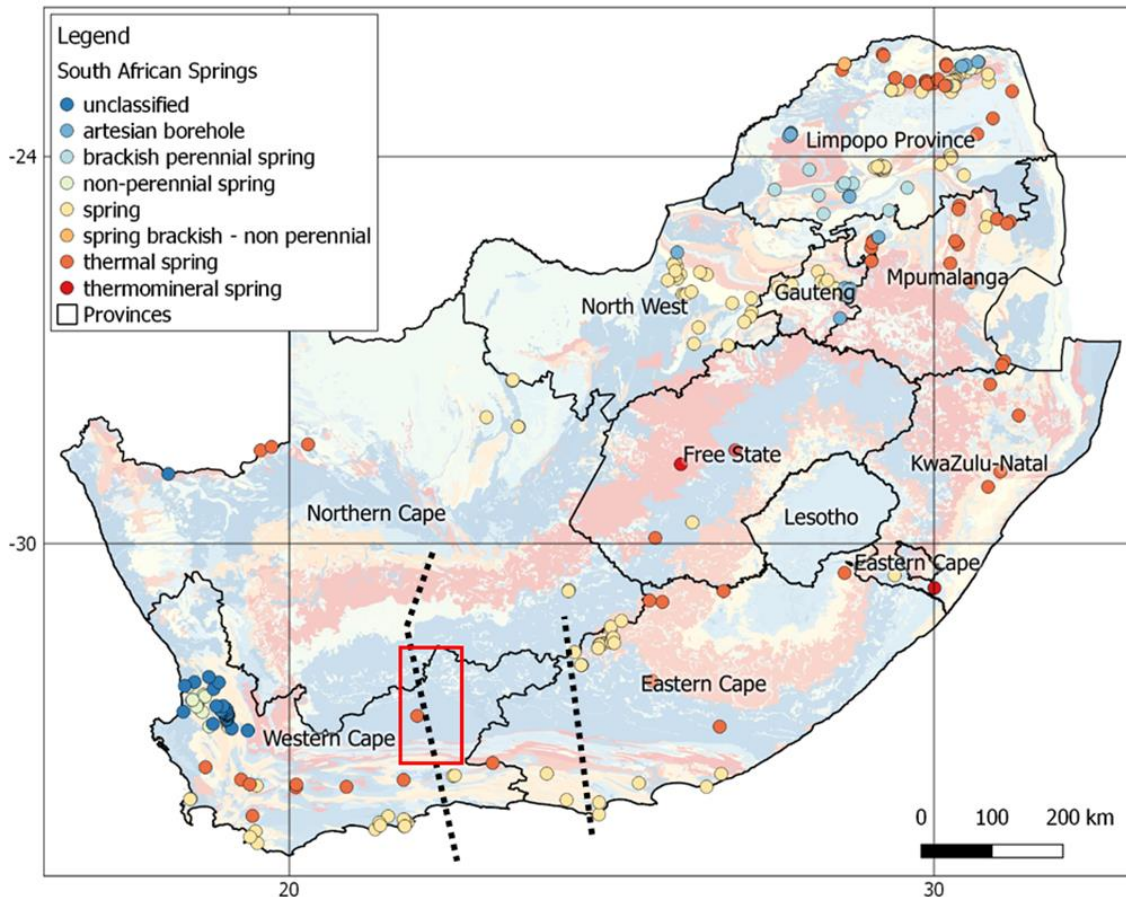 Legend
South African Springs
unclassified
artesian borehole
brackish perennial spring
non-perennial spring
spring
spring brackish - non perennial
thermal spring
thermomineral spring
Provinces
-24
Limpopo Province
Mpumalanga
Gauteng
North West
Free State
KwaZulu-Natal
Northern Cape
Lesotho
-30
Eastern Cape
Eastern Cape
Western Cape
0 100 200 km
20 30